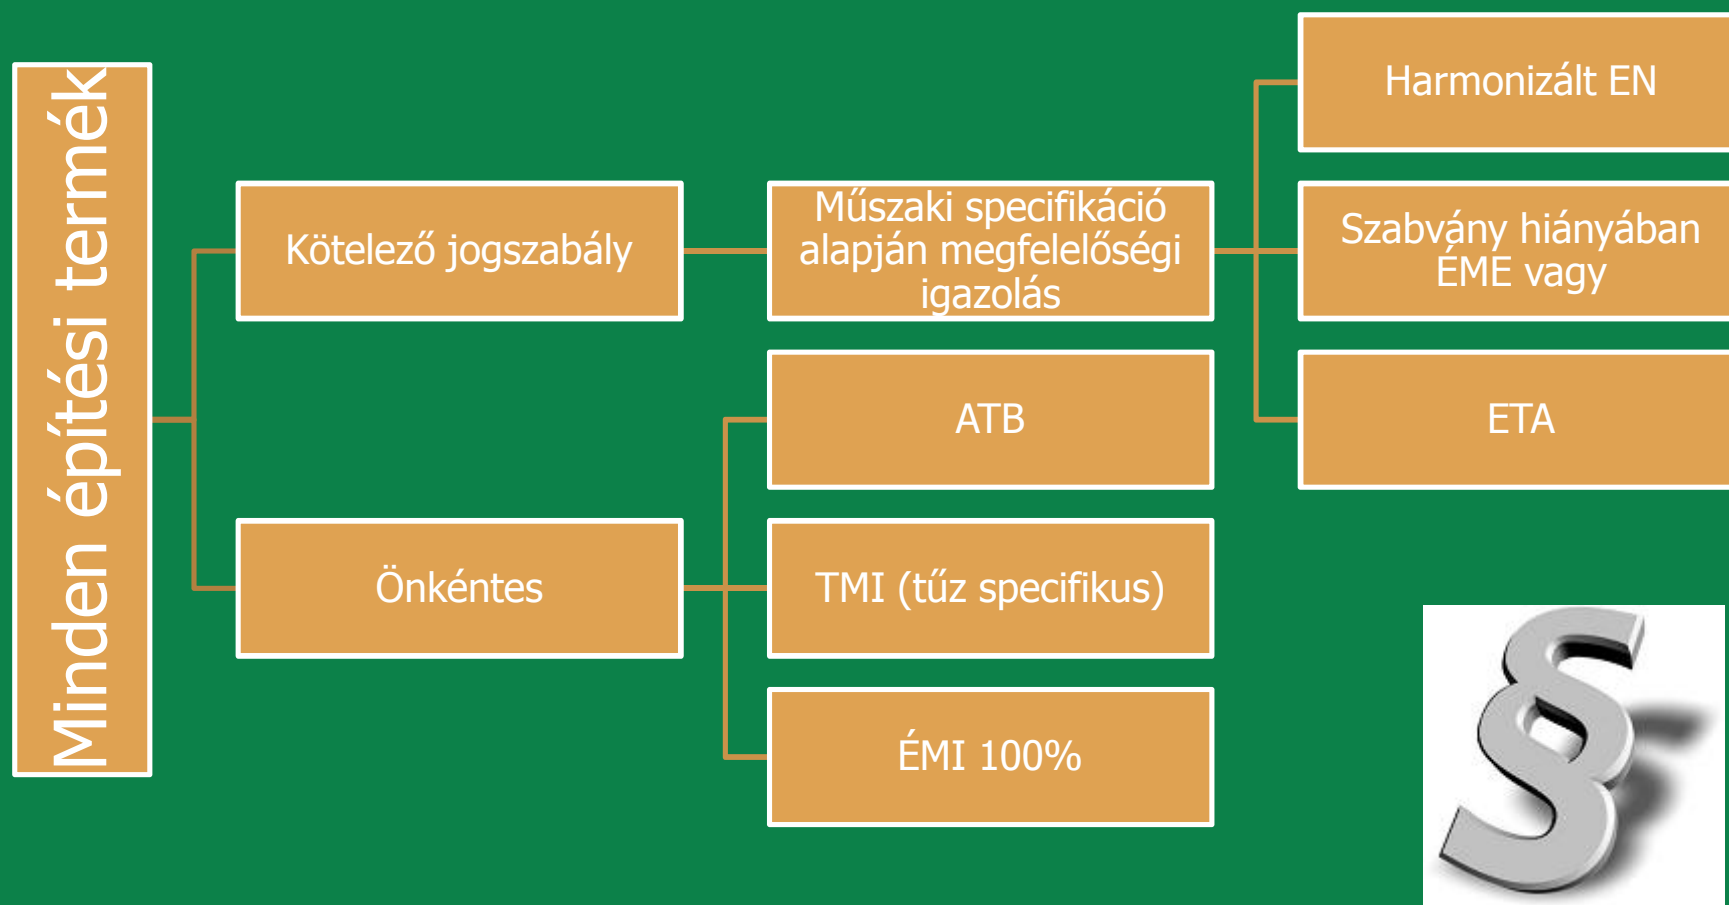 Minden építési termék
Kötelező jogszabály
Műszaki specifikáció
alapján megfelelőségi
igazolás
Harmonizált EN
Szabvány hiányában
ÉME vagy
ETA
Önkéntes
ATB
TMI (tűz specifikus)
ÉMI 100%
§